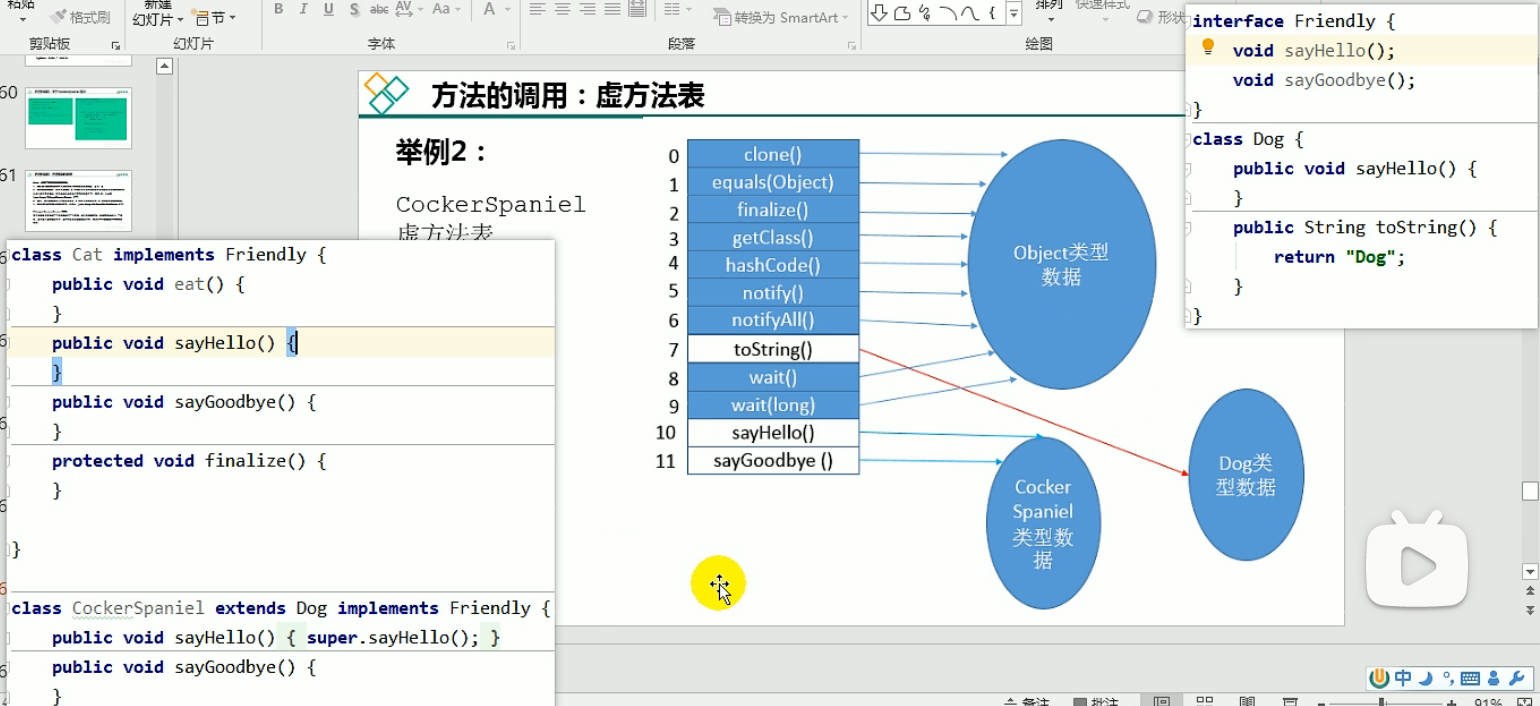 粘贴
格式刷
剪贴板
新建
幻灯片
节
幻灯片
B I U S abc AV Aa A
字体
转换为 SmartArt
段落
排列
快速样式
形状
绘图
60
61
方法的调用：虚方法表
举例2：
CockerSpaniel
虚方法表
0 clone()
1 equals(Object)
2 finalize()
3 getClass()
4 hashCode()
5 notify()
6 notifyAll()
7 toString()
8 wait()
9 wait(long)
10 sayHello()
11 sayGoodbye ()
Object类型
数据
Cocker
Spaniel
类型数
据
Dog类
型数据
interface Friendly {
void sayHello();
void sayGoodbye();
}
class Dog {
public void sayHello() {
}
public String toString() {
return "Dog";
}
}
class Cat implements Friendly {
public void eat() {
}
public void sayHello() {
}
public void sayGoodbye() {
}
protected void finalize() {
}
}
class CockerSpaniel extends Dog implements Friendly {
public void sayHello() { super.sayHello(); }
public void sayGoodbye() {
}
中
备注
批注
91%